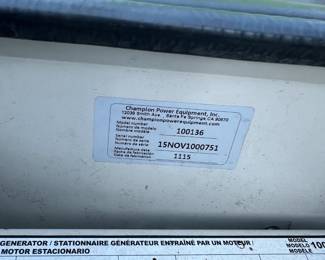 Champion Power Equipment, Inc.
12039 Smith Ave., Santa Fe Springs, CA 90670
www.championpowerequipment.com
Model number
Número de modelo
Nombre modèle
100136
Serial number
Número de serie
Numéro de série
15NOV1000751
Manufacture date
Fecha de fabricación
Date de fabrication
1115
GENERATOR / STATIONNAIRE GÉNÉRATEUR ENTRAÎNÉ PAR UN MOTEUR
MOTOR ESTACIONARIO
MODEL
MODELO
MODÈLE
100